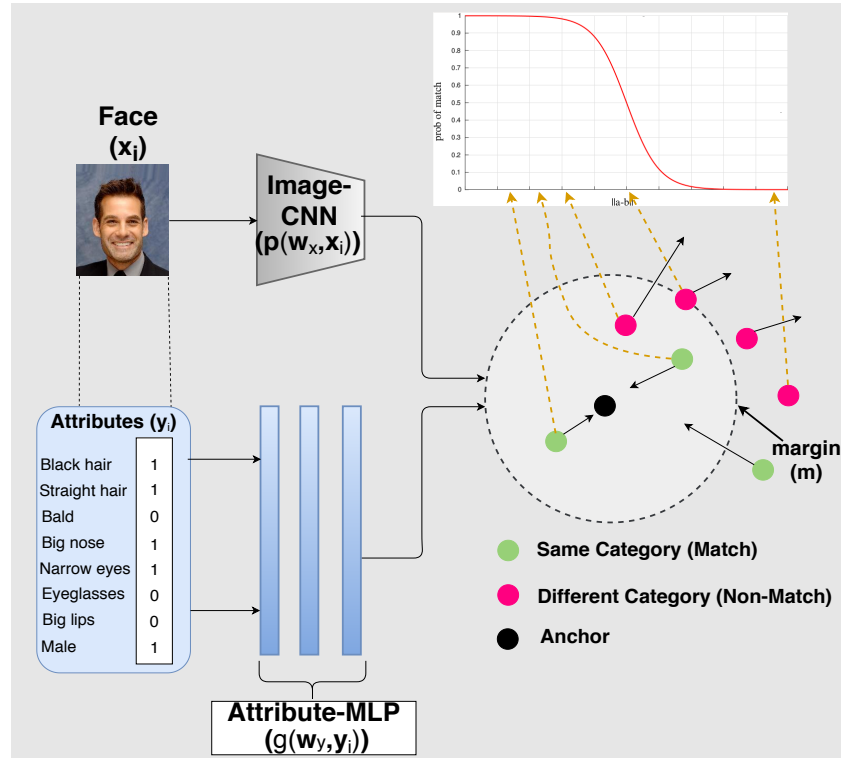 1
0.9
0.8
0.7
0.6
0.5
0.4
0.3
0.2
0.1
0
prob of match
lla-bll
Face
(xᵢ)
Image-
CNN
(p(wₓ,xᵢ))
Attributes (yᵢ)
Black hair 1
Straight hair 1
Bald 0
Big nose 1
Narrow eyes 1
Eyeglasses 0
Big lips 0
Male 1
Attribute-MLP
(g(wy,yᵢ))
margin
(m)
Same Category (Match)
Different Category (Non-Match)
Anchor